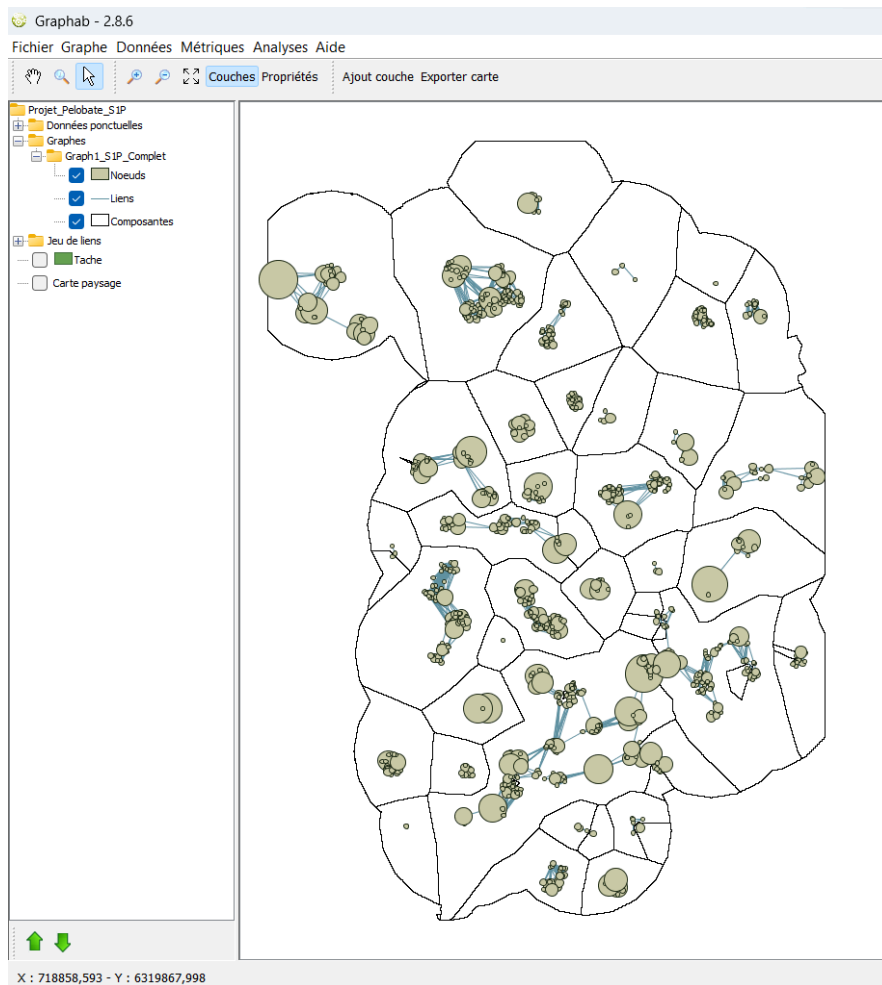 Graphab - 2.8.6
Fichier Graphe Données Métriques Analyses Aide
Couches Propriétés Ajout couche Exporter carte
Projet_Pelobate_S1P
Données ponctuelles
Graphes
Graph1_S1P_Complet
Noeuds
Liens
Composantes
Jeu de liens
Tache
Carte paysage
X : 718858,593 - Y : 6319867,998